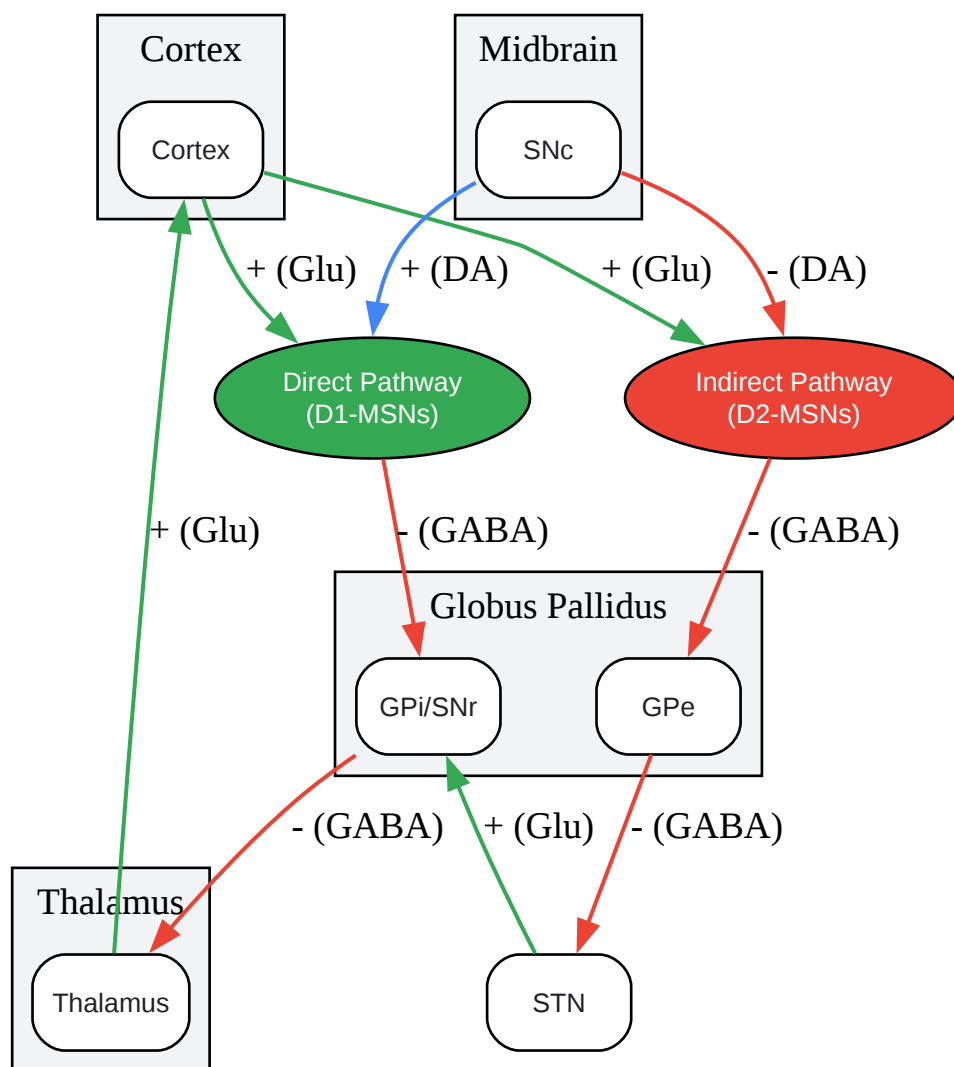 Cortex
Midbrain
Cortex
SNc
+ (Glu)
+ (DA)
+ (Glu)
- (DA)
Direct Pathway
(D1-MSNs)
Indirect Pathway
(D2-MSNs)
+ (Glu)
- (GABA)
- (GABA)
Globus Pallidus
GPi/SNr
GPe
- (GABA)
+ (Glu)
- (GABA)
Thalamus
Thalamus
STN